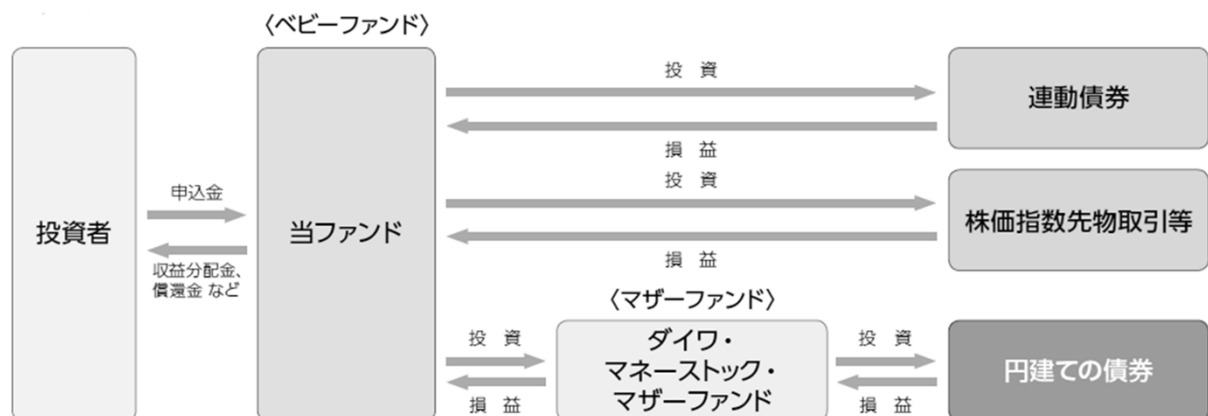 〈ベビーファンド〉
投資者
申込金
収益分配金、
償還金 など
当ファンド
投 資
損 益
連動債券
投 資
損 益
株価指数先物取引等
〈マザーファンド〉
投 資
損 益
ダイワ・
マネーストック・
マザーファンド
投 資
損 益
円建ての債券